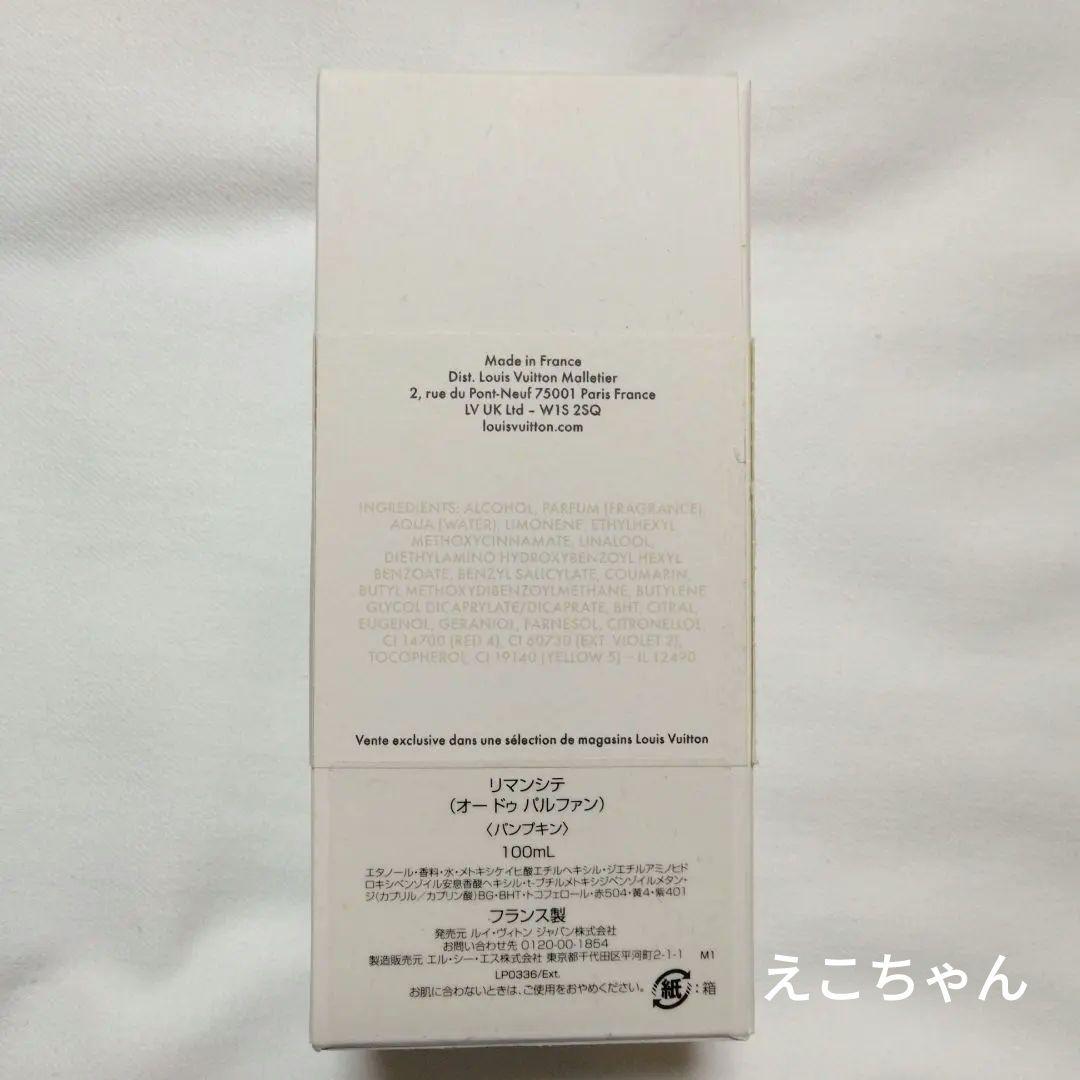 Made in France
Dist. Louis Vuitton Malletier
2, rue du Pont-Neuf 75001 Paris France
LV UK Ltd – W1S 2SQ
louisvuitton.com
INGREDIENTS: ALCOHOL, PARFUM (FRAGRANCE),
AQUA (WATER), LIMONENE, ETHYLHEXYL
METHOXYCINNAMATE, LINALOOL,
DIETHYLAMINO HYDROXYBENZOYL HEXYL
BENZOATE, BENZYL SALICYLATE, COUMARIN,
BUTYL METHOXYDIBENZOYLMETHANE, BUTYLENE
GLYCOL DICAPRYLATE/DICAPRATE, BHT, CITRAL,
EUGENOL, GERANIOL, FARNESOL, CITRONELLOL,
CI 14700 (RED 4), CI 60730 (EXT. VIOLET 2),
TOCOPHEROL, CI 19140 (YELLOW 5) – IL 12490
Vente exclusive dans une sélection de magasins Louis Vuitton
リマンシテ
(オー ドゥ パルファン)
〈パンプキン〉
100mL
エタノール・香料・水・メトキシケイヒ酸エチルヘキシル・ジエチルアミノヒド
ロキシベンゾイル安息香酸ヘキシル・t-ブチルメトキシジベンゾイルメタン・
ジ(カプリル/カプリン酸)BG・BHT・トコフェロール・赤504・黄4・紫401
フランス製
発売元 ルイ・ヴィトン ジャパン株式会社
お問い合わせ先 0120-00-1854
製造販売元 エル・シー・エス株式会社 東京都千代田区平河町2-1-1 M1
LP0336/Ext.
お肌に合わないときは、ご使用をおやめください。 紙:箱
えこちゃん